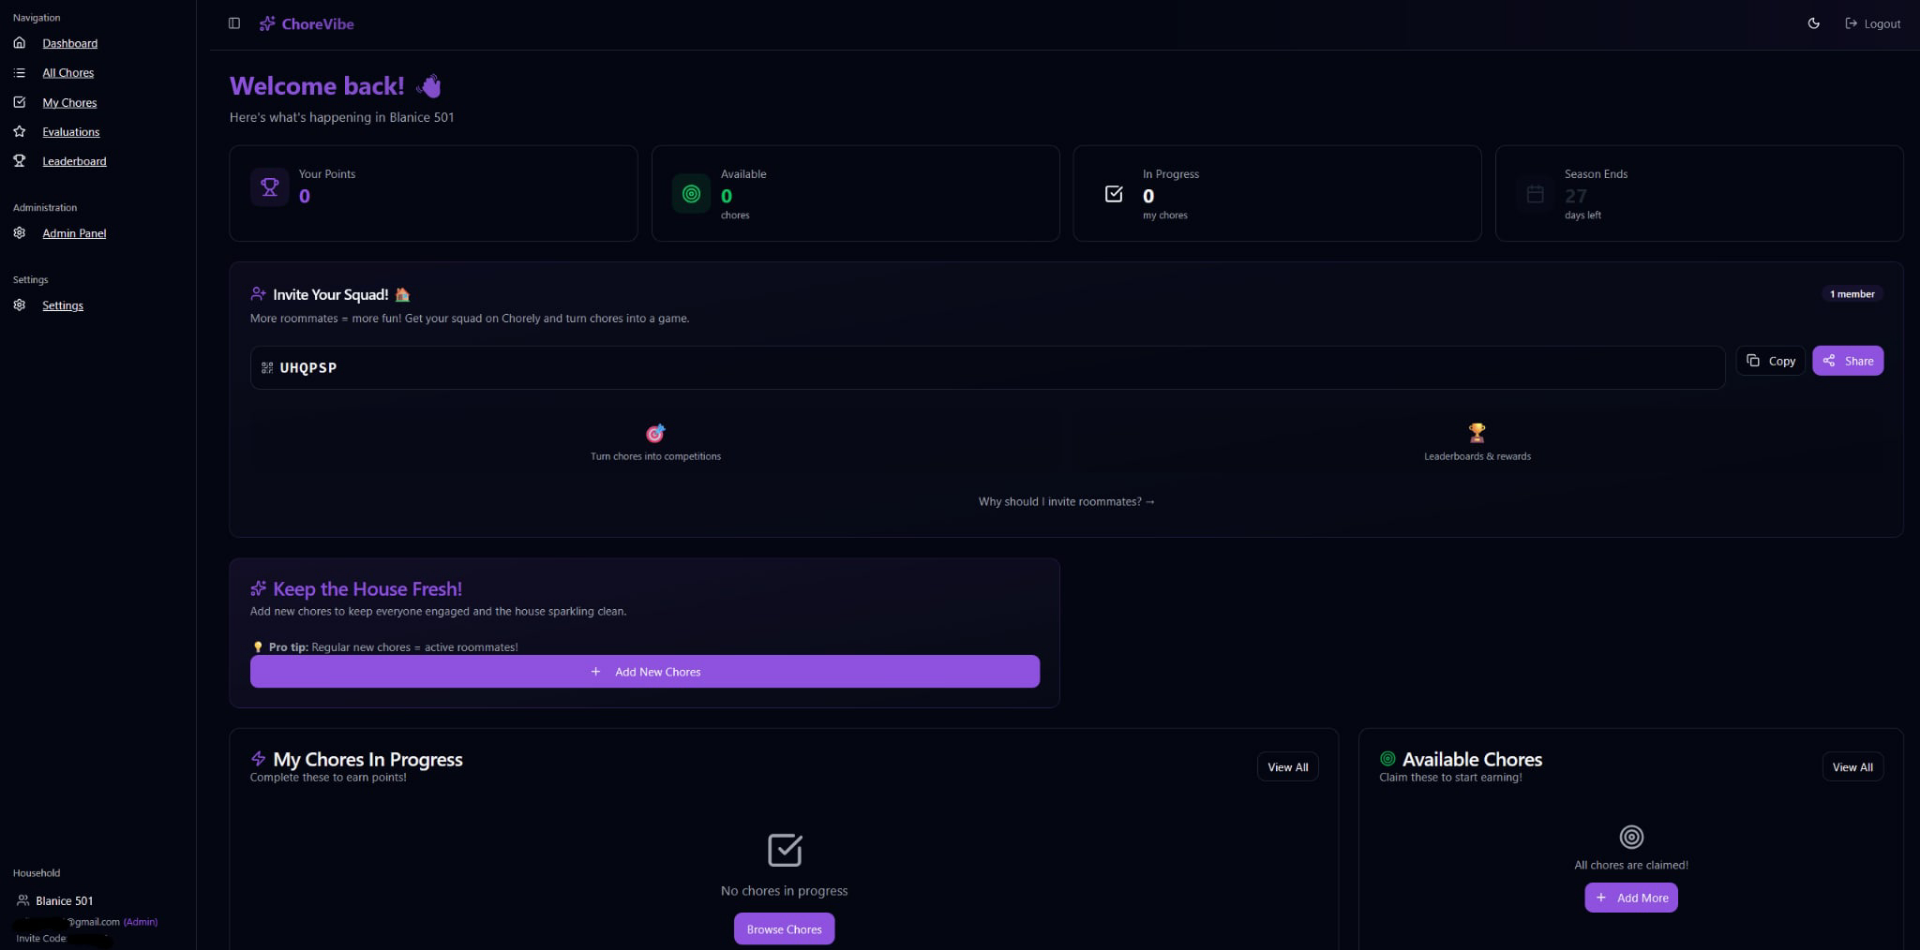 Navigation
Dashboard
All Chores
My Chores
Evaluations
Leaderboard
Administration
Admin Panel
Settings
Settings
Household
Blanice 501
@gmail.com (Admin)
Invite Code:
ChoreVibe
Logout
Welcome back!
Here's what's happening in Blanice 501
Your Points
0
Available
0
chores
In Progress
0
my chores
Season Ends
27
days left
Invite Your Squad!
1 member
More roommates = more fun! Get your squad on Chorely and turn chores into a game.
UHQPSP
Copy
Share
Turn chores into competitions
Leaderboards & rewards
Why should I invite roommates? →
Keep the House Fresh!
Add new chores to keep everyone engaged and the house sparkling clean.
Pro tip: Regular new chores = active roommates!
+ Add New Chores
My Chores In Progress
Complete these to earn points!
View All
No chores in progress
Browse Chores
Available Chores
Claim these to start earning!
View All
All chores are claimed!
+ Add More